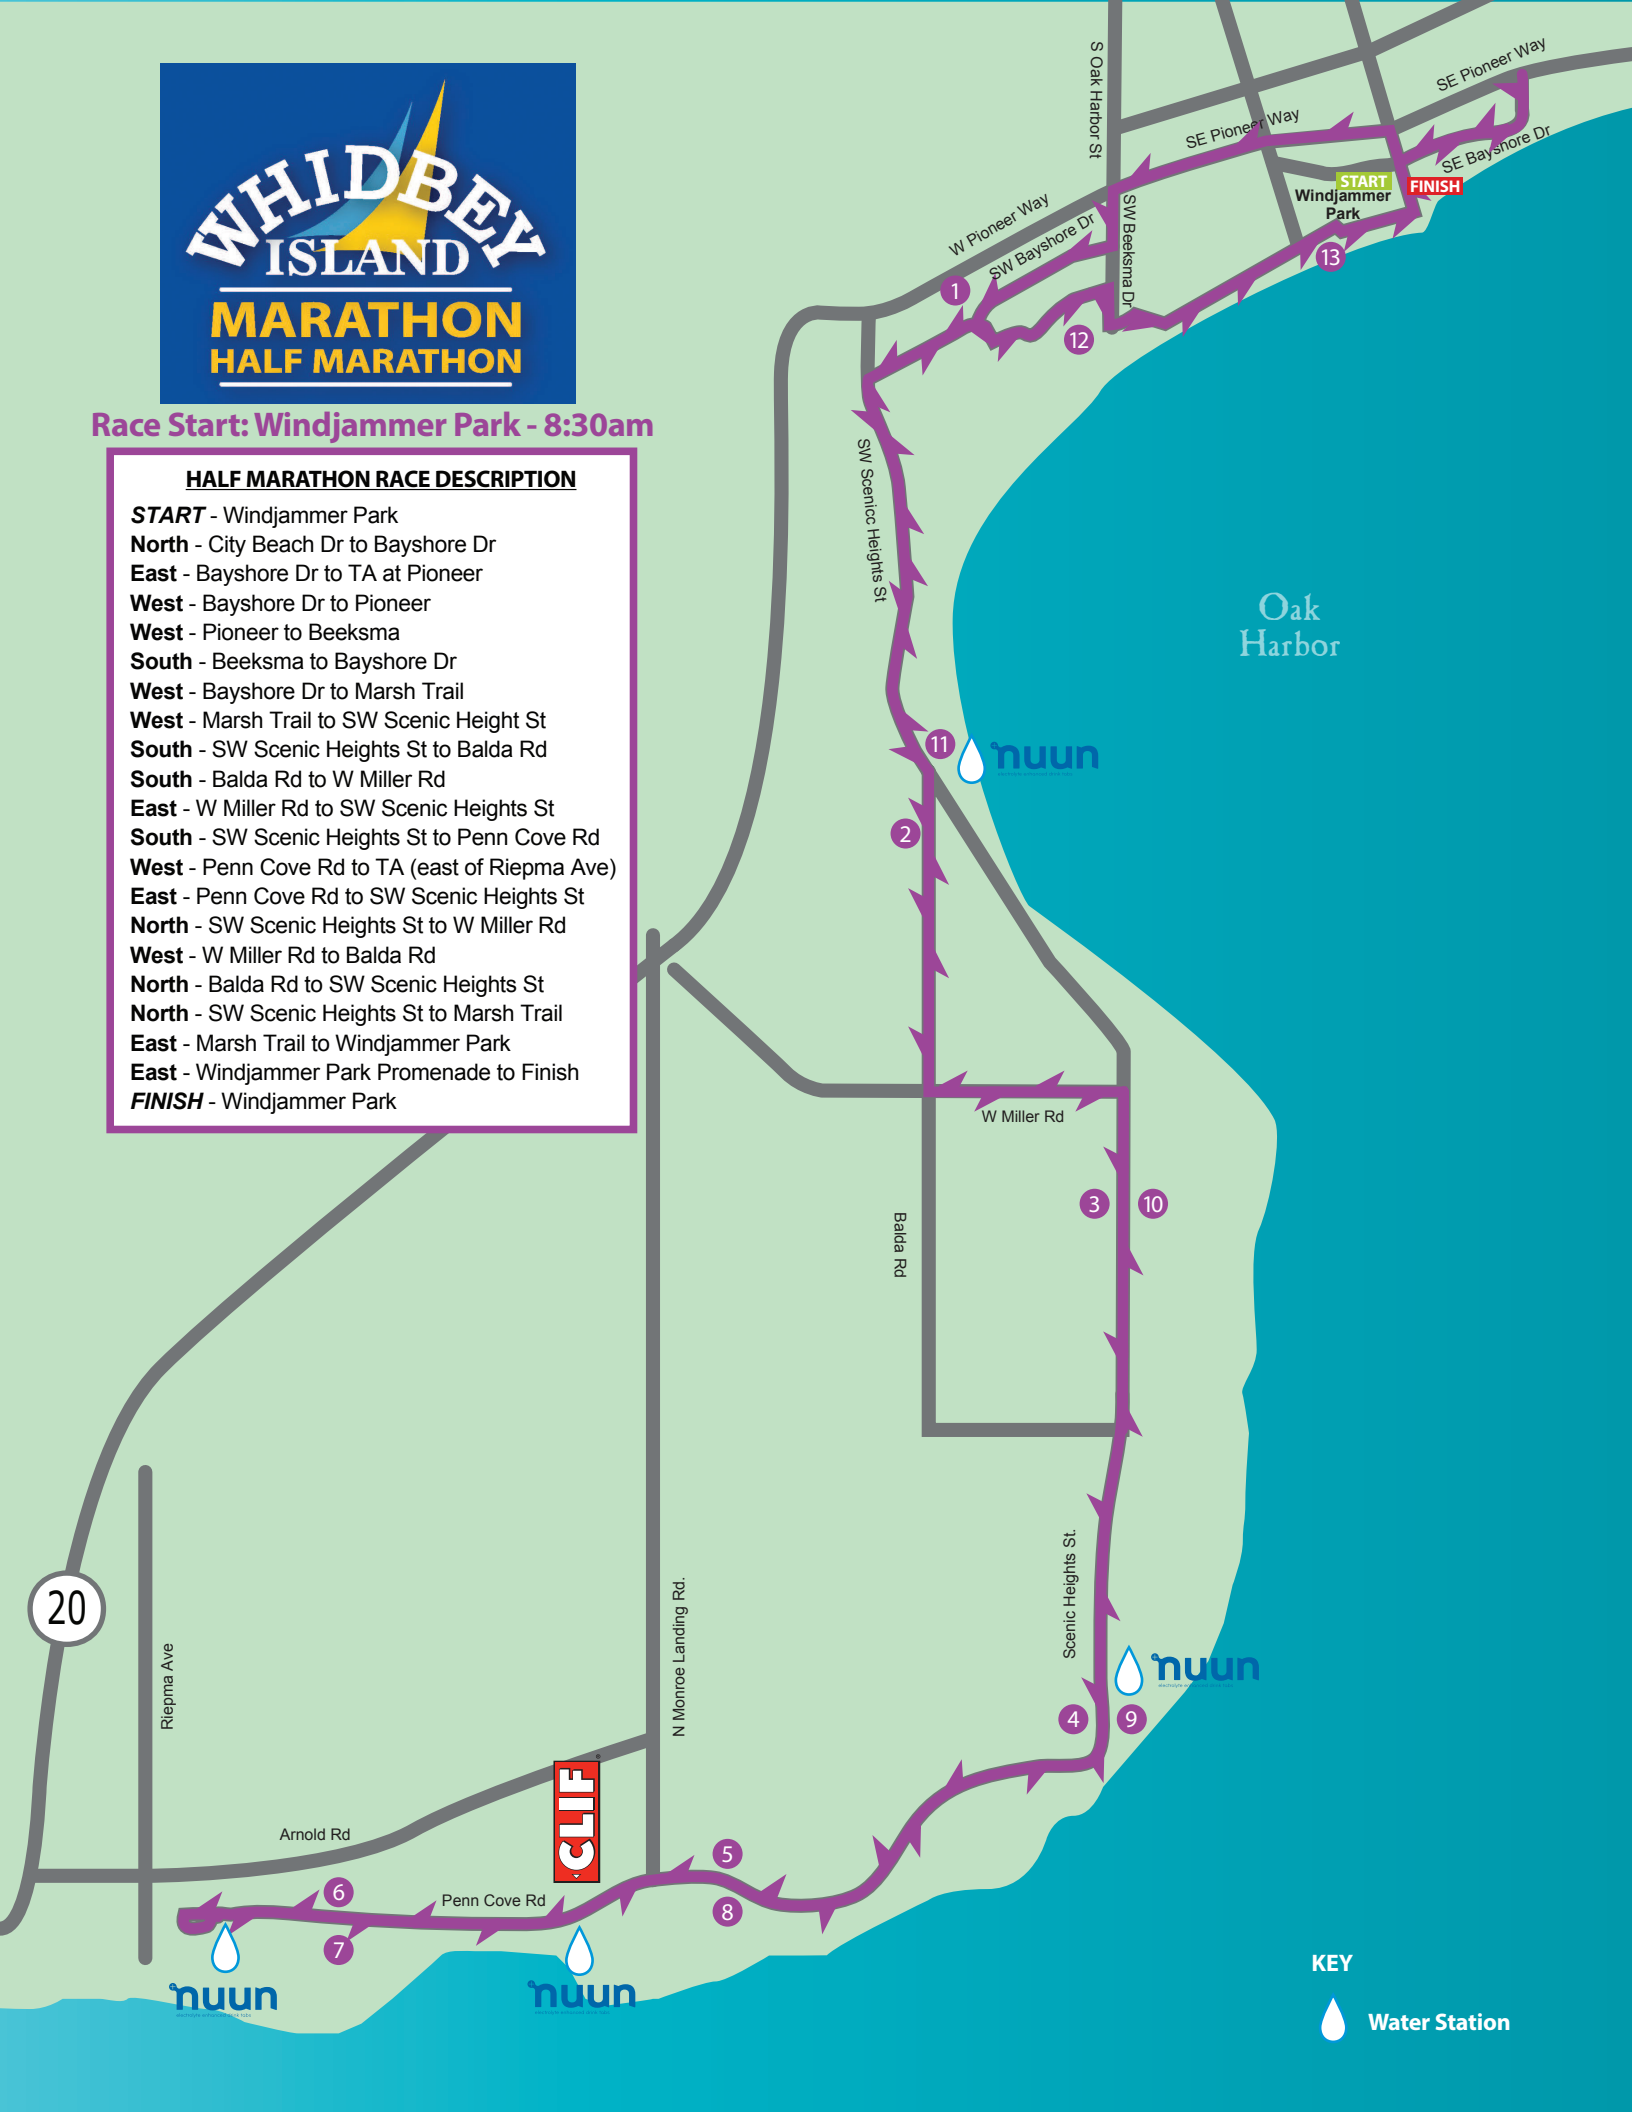 WHIDBEY
ISLAND
MARATHON
HALF MARATHON
Race Start: Windjammer Park - 8:30am
HALF MARATHON RACE DESCRIPTION
START - Windjammer Park
North - City Beach Dr to Bayshore Dr
East - Bayshore Dr to TA at Pioneer
West - Bayshore Dr to Pioneer
West - Pioneer to Beeksma
South - Beeksma to Bayshore Dr
West - Bayshore Dr to Marsh Trail
West - Marsh Trail to SW Scenic Height St
South - SW Scenic Heights St to Balda Rd
South - Balda Rd to W Miller Rd
East - W Miller Rd to SW Scenic Heights St
South - SW Scenic Heights St to Penn Cove Rd
West - Penn Cove Rd to TA (east of Riepma Ave)
East - Penn Cove Rd to SW Scenic Heights St
North - SW Scenic Heights St to W Miller Rd
West - W Miller Rd to Balda Rd
North - Balda Rd to SW Scenic Heights St
North - SW Scenic Heights St to Marsh Trail
East - Marsh Trail to Windjammer Park
East - Windjammer Park Promenade to Finish
FINISH - Windjammer Park
S Oak Harbor St
SE Pioneer Way
SE Pioneer Way
SE Bayshore Dr
START
FINISH
Windjammer
Park
W Pioneer Way
SW Bayshore Dr
SW Beeksma Dr
13
1
12
SW Scenicc Heights St
Oak
Harbor
11
nuun
2
W Miller Rd
3
10
Balda Rd
Scenic Heights St.
nuun
4
9
20
Riepma Ave
N Monroe Landing Rd.
CLIF
Arnold Rd
5
6
Penn Cove Rd
8
7
nuun
nuun
KEY
Water Station